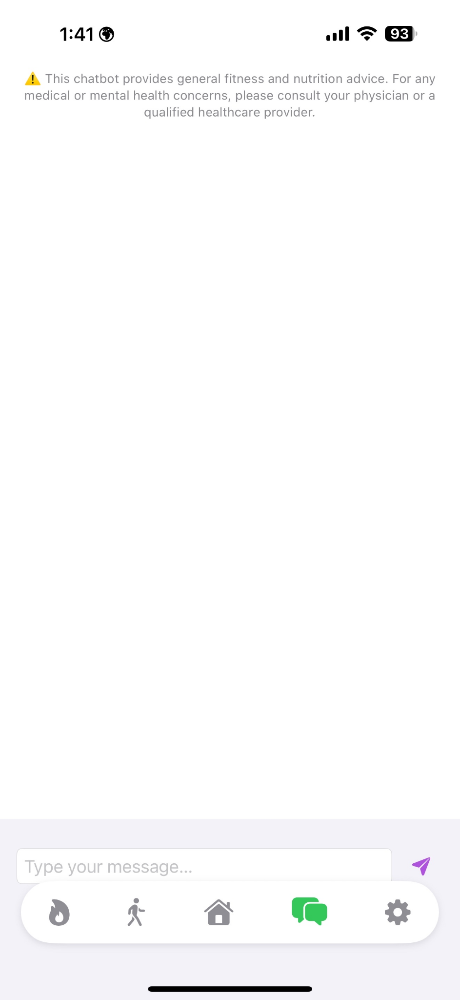 1:41
93
⚠️ This chatbot provides general fitness and nutrition advice. For any
medical or mental health concerns, please consult your physician or a
qualified healthcare provider.
Type your message...